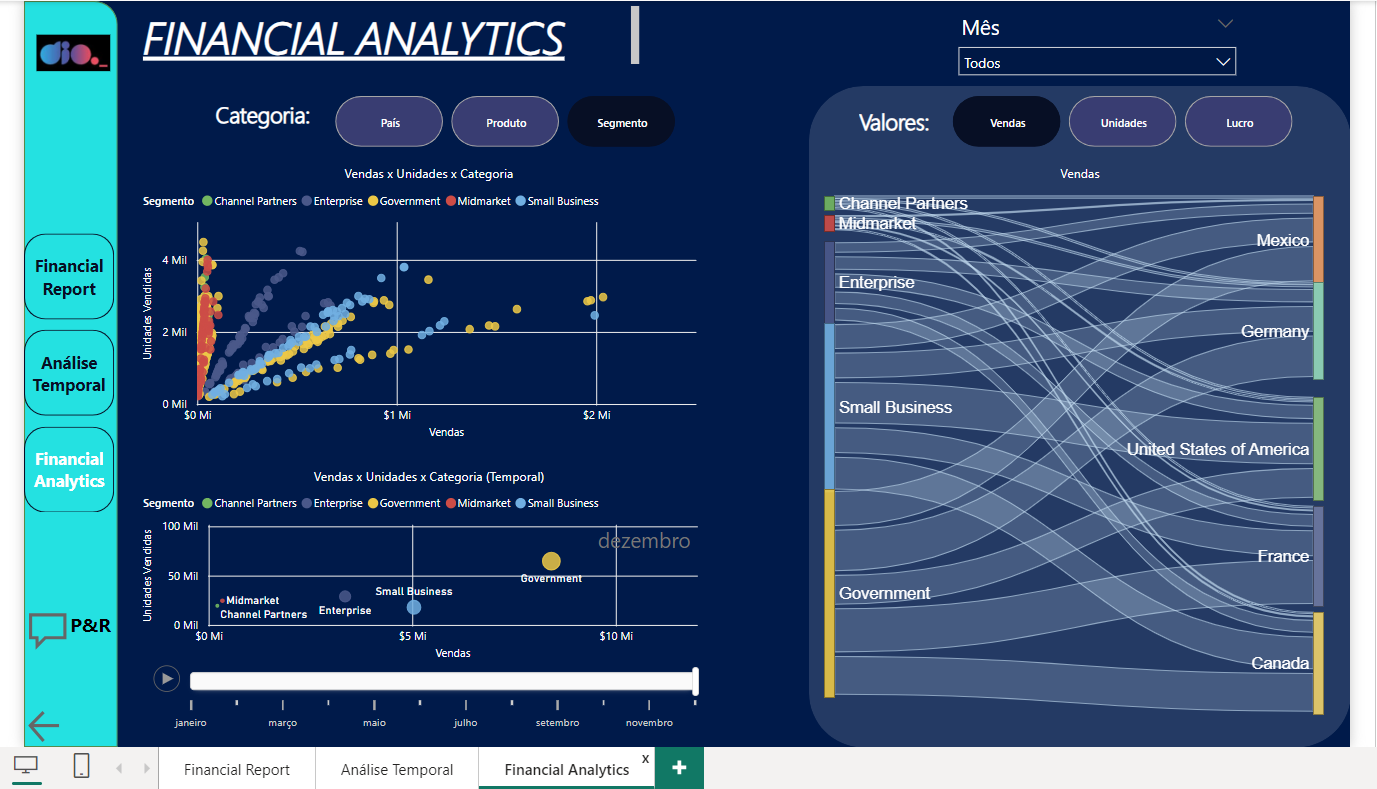 dio._
FINANCIAL ANALYTICS
Mês
Todos
Categoria:
País
Produto
Segmento
Valores:
Vendas
Unidades
Lucro
Financial
Report
Análise
Temporal
Financial
Analytics
P&R
Vendas x Unidades x Categoria
Segmento Channel Partners Enterprise Government Midmarket Small Business
Unidades Vendidas
4 Mil
2 Mil
0 Mil
$0 Mi $1 Mi $2 Mi
Vendas
Vendas x Unidades x Categoria (Temporal)
Segmento Channel Partners Enterprise Government Midmarket Small Business
Unidades Vendidas
100 Mil
50 Mil
0 Mil
dezembro
Government
Small Business
Midmarket
Enterprise
Channel Partners
$0 Mi $5 Mi $10 Mi
Vendas
janeiro março maio julho setembro novembro
Vendas
Channel Partners
Midmarket
Enterprise
Small Business
Government
Mexico
Germany
United States of America
France
Canada
Financial Report
Análise Temporal
Financial Analytics
x
+